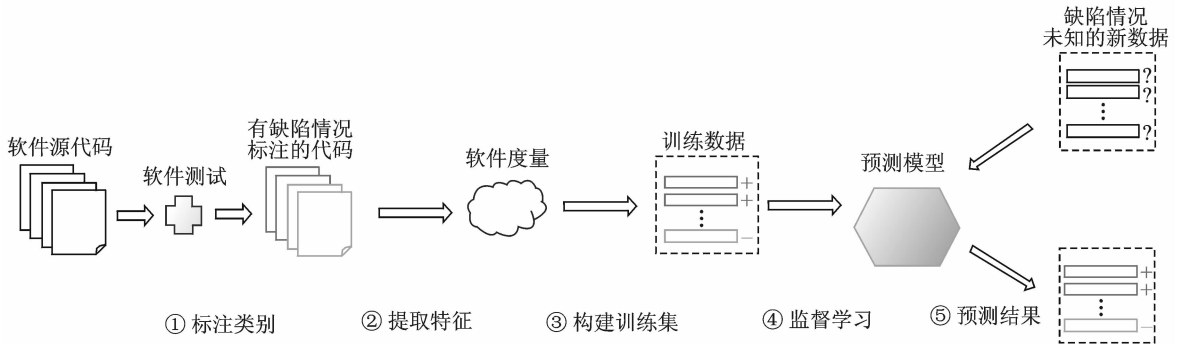 缺陷情况
未知的新数据
?
?
?
软件源代码
软件测试
有缺陷情况
标注的代码
软件度量
训练数据
+
+
−
预测模型
+
+
−
① 标注类别
② 提取特征
③ 构建训练集
④ 监督学习
⑤ 预测结果